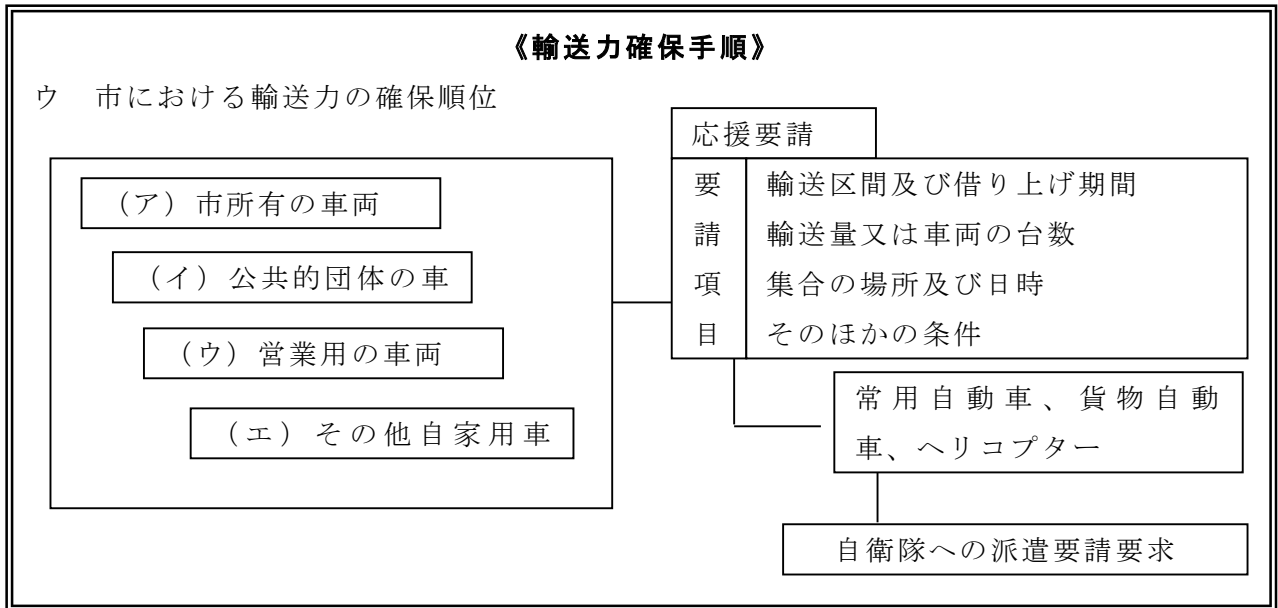 《輸送力確保手順》
ウ 市における輸送力の確保順位
(ア)市所有の車両
(イ)公共的団体の車
(ウ)営業用の車両
(エ)その他自家用車
応援要請
要請項目
輸送区間及び借り上げ期間
輸送量又は車両の台数
集合の場所及び日時
そのほかの条件
常用自動車、貨物自動
車、ヘリコプター
自衛隊への派遣要請要求